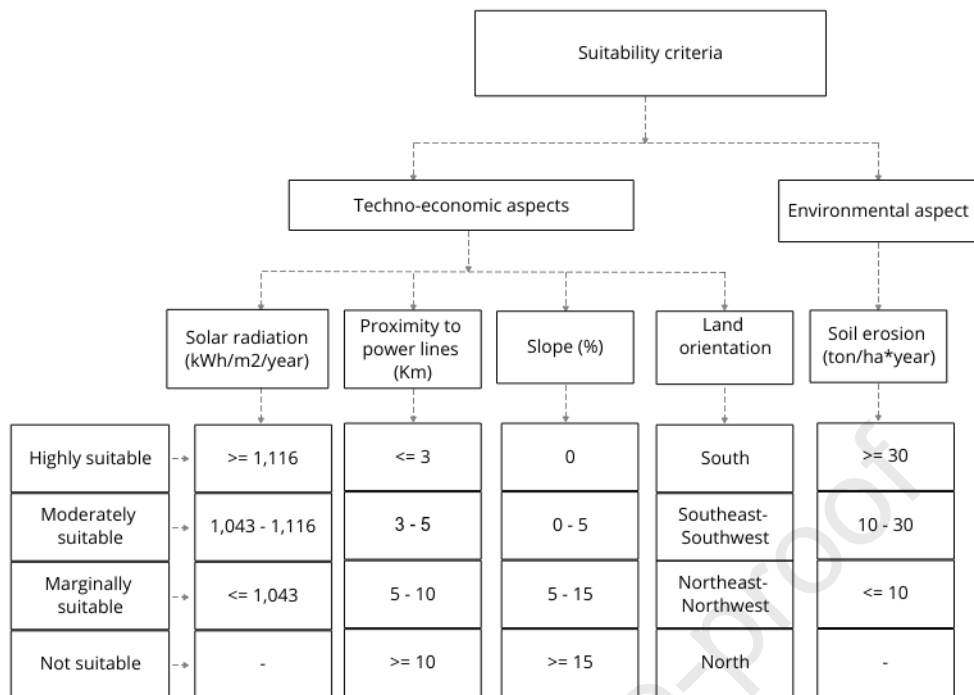 Suitability criteria
Techno-economic aspects
Environmental aspect
Solar radiation
(kWh/m2/year)
Proximity to
power lines
(Km)
Slope (%)
Land
orientation
Soil erosion
(ton/ha*year)
Highly suitable
>= 1,116
<= 3
0
South
>= 30
Moderately
suitable
1,043 - 1,116
3 - 5
0 - 5
Southeast-
Southwest
10 - 30
Marginally
suitable
<= 1,043
5 - 10
5 - 15
Northeast-
Northwest
<= 10
Not suitable
-
>= 10
>= 15
North
-
-proof